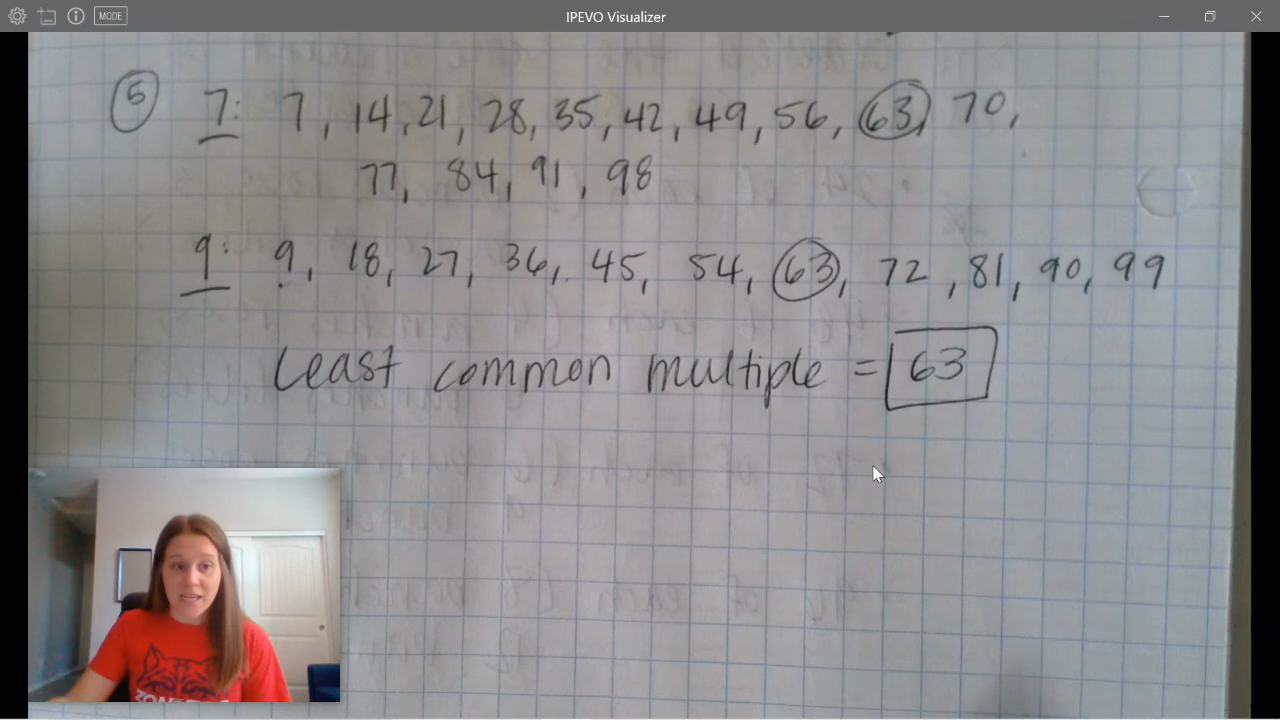 MODE
IPEVO Visualizer
5 7: 7, 14, 21, 28, 35, 42, 49, 56, 63, 70,
77, 84, 91, 98
9: 9, 18, 27, 36, 45, 54, 63, 72, 81, 90, 99
Least common multiple = 63